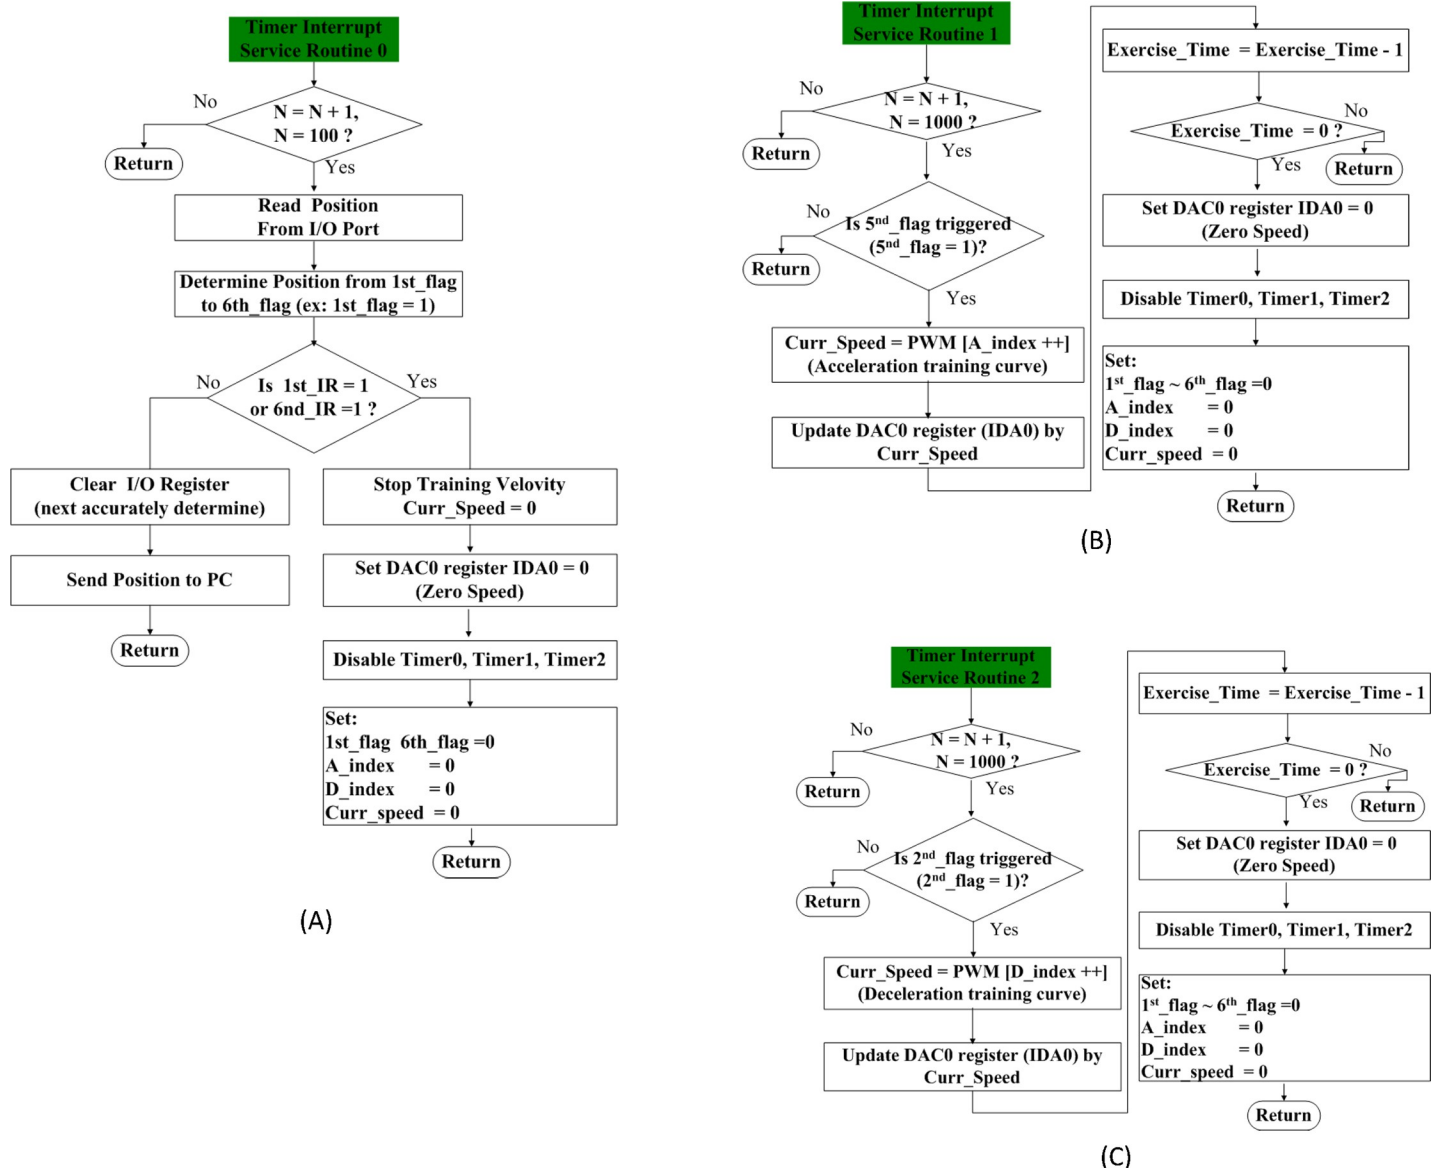 Timer Interrupt
Service Routine 0
N = N + 1,
N = 100 ?
No
Return
Yes
Read Position
From I/O Port
Determine Position from 1st_flag
to 6th_flag (ex: 1st_flag = 1)
Is 1st_IR = 1
or 6nd_IR =1 ?
No
Yes
Clear I/O Register
(next accurately determine)
Send Position to PC
Return
Stop Training Velovity
Curr_Speed = 0
Set DAC0 register IDA0 = 0
(Zero Speed)
Disable Timer0, Timer1, Timer2
Set:
1st_flag 6th_flag =0
A_index = 0
D_index = 0
Curr_speed = 0
Return
(A)
Timer Interrupt
Service Routine 1
No
N = N + 1,
N = 1000 ?
Return
Yes
No
Is 5nd_flag triggered
(5nd_flag = 1)?
Return
Yes
Curr_Speed = PWM [A_index ++]
(Acceleration training curve)
Update DAC0 register (IDA0) by
Curr_Speed
Exercise_Time = Exercise_Time - 1
No
Exercise_Time = 0 ?
Yes
Return
Set DAC0 register IDA0 = 0
(Zero Speed)
Disable Timer0, Timer1, Timer2
Set:
1st_flag ~ 6th_flag =0
A_index = 0
D_index = 0
Curr_speed = 0
Return
(B)
Timer Interrupt
Service Routine 2
No
N = N + 1,
N = 1000 ?
Return
Yes
No
Is 2nd_flag triggered
(2nd_flag = 1)?
Return
Yes
Curr_Speed = PWM [D_index ++]
(Deceleration training curve)
Update DAC0 register (IDA0) by
Curr_Speed
Exercise_Time = Exercise_Time - 1
No
Exercise_Time = 0 ?
Yes
Return
Set DAC0 register IDA0 = 0
(Zero Speed)
Disable Timer0, Timer1, Timer2
Set:
1st_flag ~ 6th_flag =0
A_index = 0
D_index = 0
Curr_speed = 0
Return
(C)